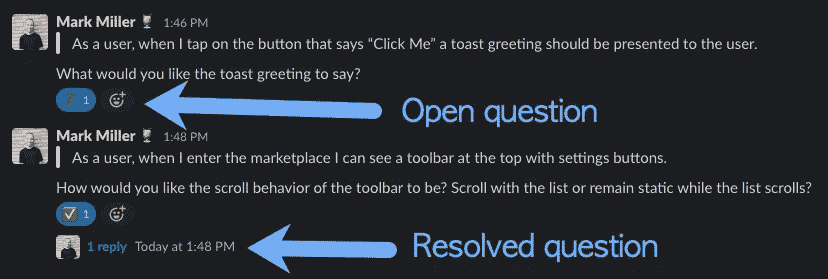 Mark Miller 1:46 PM
As a user, when I tap on the button that says “Click Me” a toast greeting should be presented to the user.
What would you like the toast greeting to say?
1
Open question
Mark Miller 1:48 PM
As a user, when I enter the marketplace I can see a toolbar at the top with settings buttons.
How would you like the scroll behavior of the toolbar to be? Scroll with the list or remain static while the list scrolls?
1
1 reply Today at 1:48 PM
Resolved question